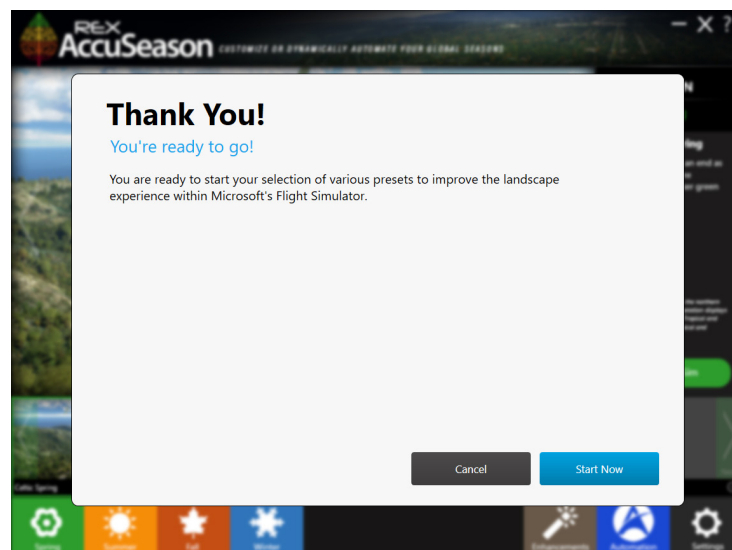 REX
AccuSeason CUSTOMIZE OR DYNAMICALLY AUTOMATE YOUR GLOBAL SEASONS
Thank You!
You're ready to go!
You are ready to start your selection of various presets to improve the landscape
experience within Microsoft's Flight Simulator.
Cancel
Start Now
Celtic Spring
Spring
Summer
Fall
Winter
Enhancements
Automation
Settings